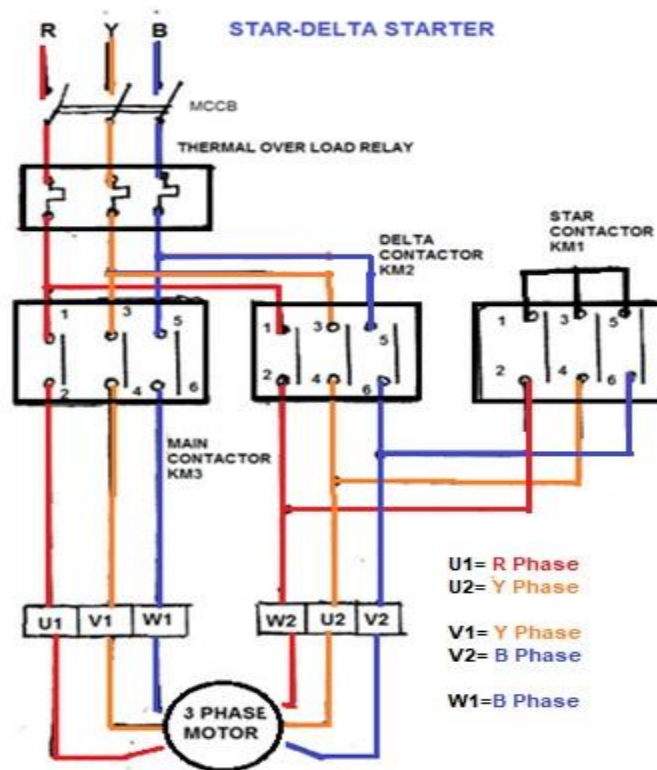 STAR-DELTA STARTER
R Y B
MCCB
THERMAL OVER LOAD RELAY
STAR
CONTACTOR
KM1
DELTA
CONTACTOR
KM2
1 3 5
2 4 6
1 3 5
2 4 6
1 3 5
2 4 6
MAIN
CONTACTOR
KM3
U1= R Phase
U2= Y Phase
V1= Y Phase
V2= B Phase
W1=B Phase
U1 V1 W1
W2 U2 V2
3 PHASE
MOTOR